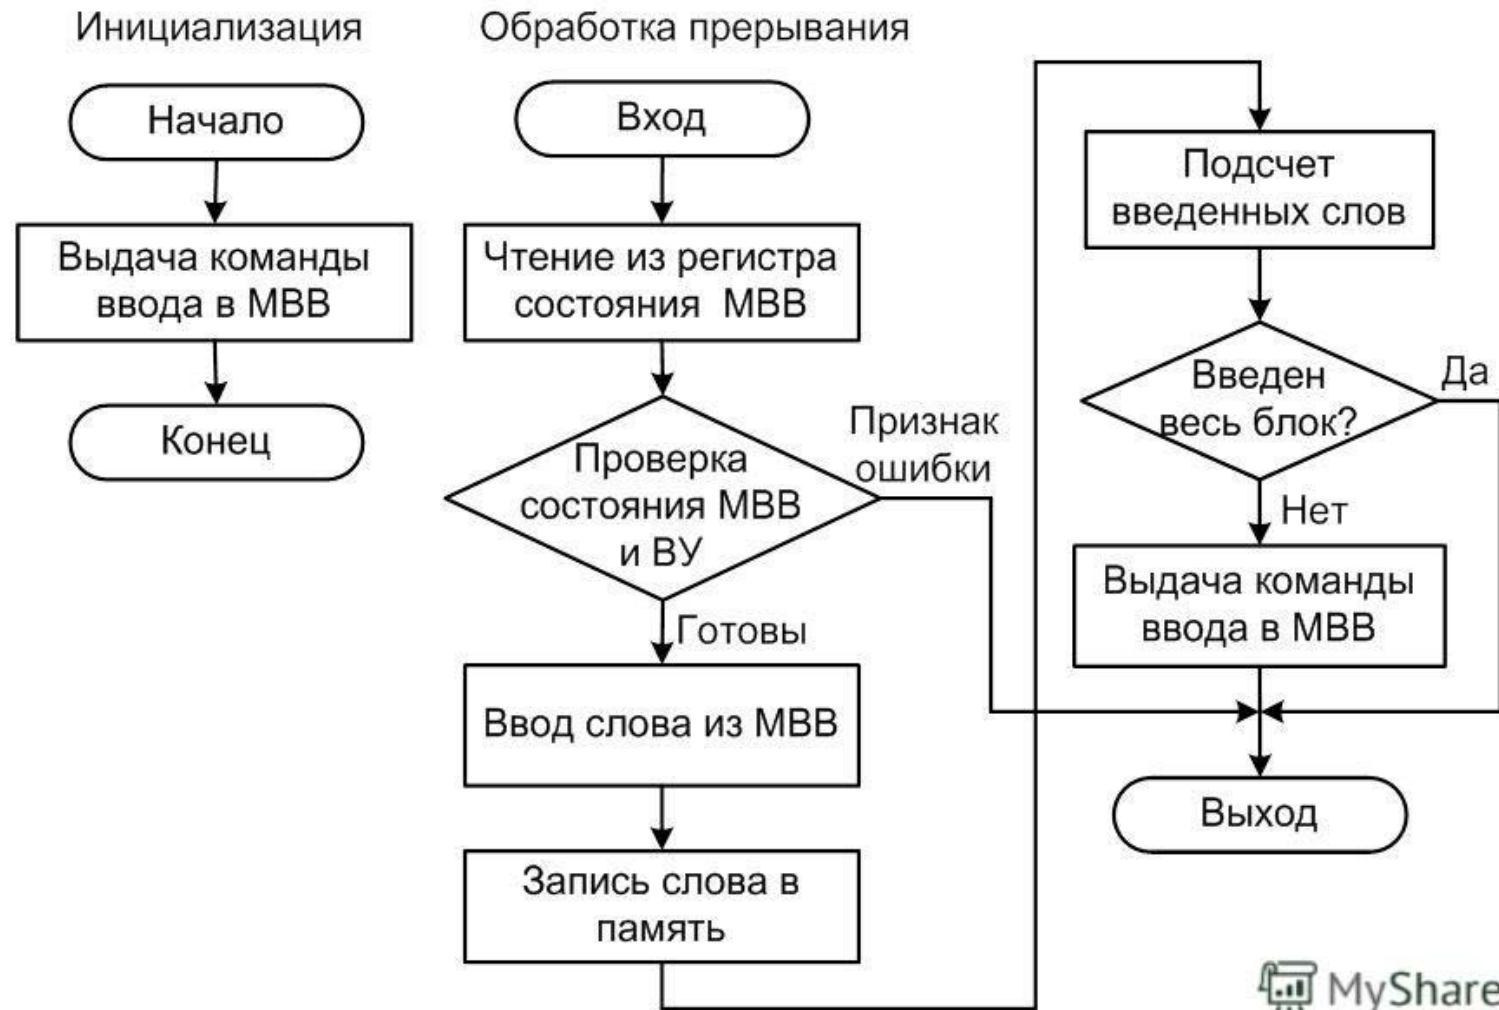 Инициализация
Обработка прерывания
Начало
Выдача команды
ввода в МВВ
Конец
Вход
Чтение из регистра
состояния МВВ
Проверка
состояния МВВ
и ВУ
Признак
ошибки
Готовы
Ввод слова из МВВ
Запись слова в
память
Подсчет
введенных слов
Введен
весь блок?
Да
Нет
Выдача команды
ввода в МВВ
Выход
MyShare